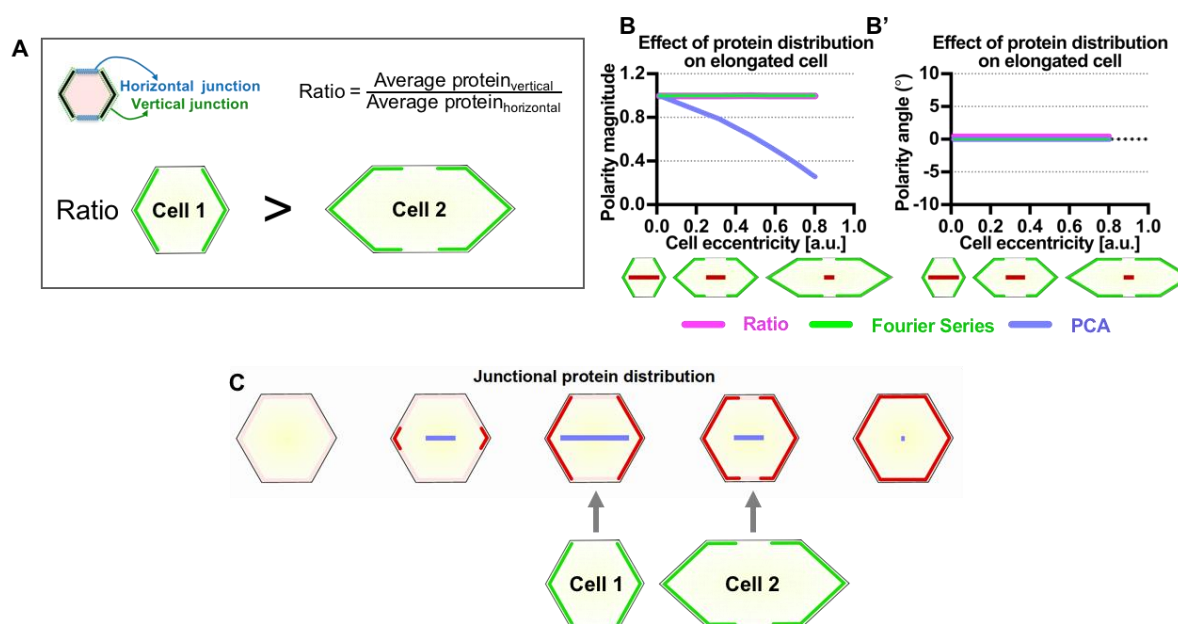 A
Horizontal junction
Vertical junction
Ratio = Average protein vertical
Average protein horizontal
Ratio
Cell 1
>
Cell 2
B
Effect of protein distribution
on elongated cell
Polarity magnitude
1.2
0.8
0.4
0.0
0.0 0.2 0.4 0.6 0.8 1.0
Cell eccentricity [a.u.]
B’
Effect of protein distribution
on elongated cell
Polarity angle (°)
10
5
0
-5
-10
0.0 0.2 0.4 0.6 0.8 1.0
Cell eccentricity [a.u.]
Ratio Fourier Series PCA
C
Junctional protein distribution
Cell 1 Cell 2